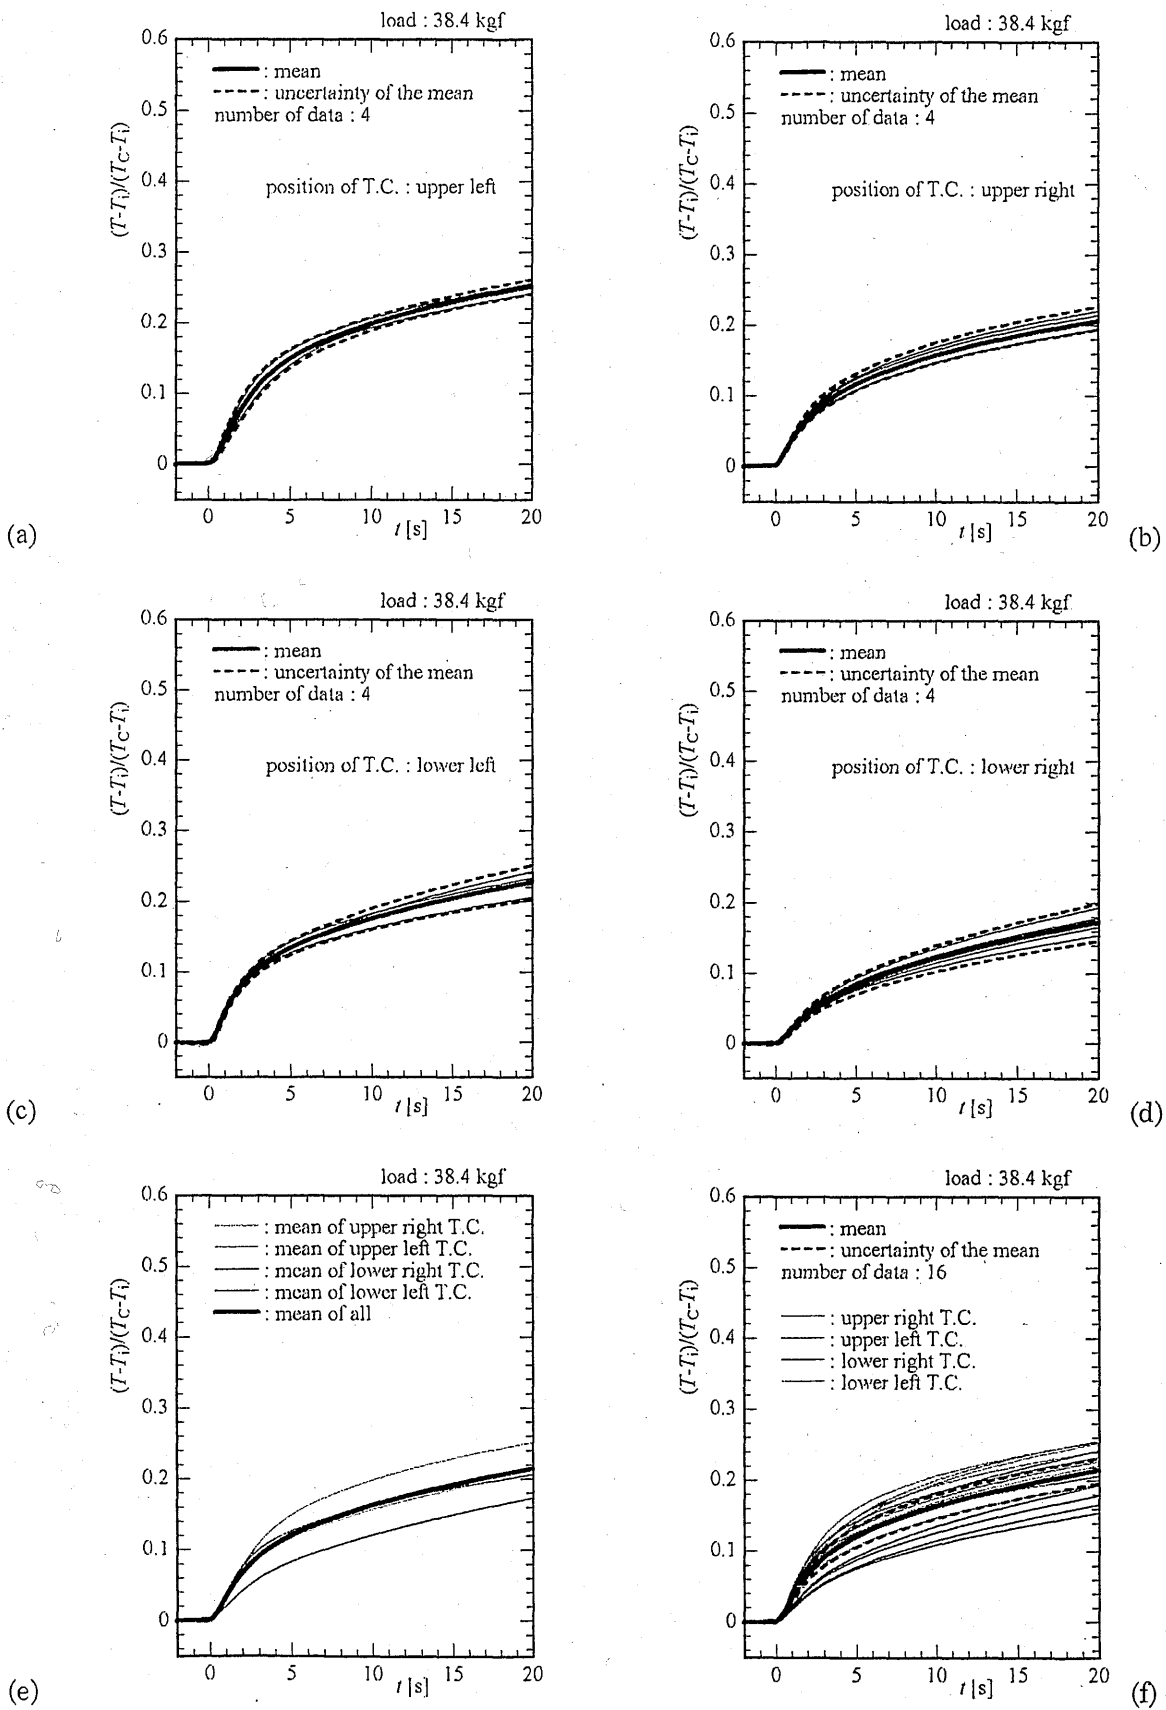 load : 38.4 kgf
0.6
0.5
0.4
0.3
0.2
0.1
0
(T-Ti)/(TC-Ti)
: mean
: uncertainty of the mean
number of data : 4
position of T.C. : upper left
0 5 10 15 20
t [s]
(a)
load : 38.4 kgf
0.6
0.5
0.4
0.3
0.2
0.1
0
(T-Ti)/(TC-Ti)
: mean
: uncertainty of the mean
number of data : 4
position of T.C. : upper right
0 5 10 15 20
t [s]
(b)
load : 38.4 kgf
0.6
0.5
0.4
0.3
0.2
0.1
0
(T-Ti)/(TC-Ti)
: mean
: uncertainty of the mean
number of data : 4
position of T.C. : lower left
0 5 10 15 20
t [s]
(c)
load : 38.4 kgf
0.6
0.5
0.4
0.3
0.2
0.1
0
(T-Ti)/(TC-Ti)
: mean
: uncertainty of the mean
number of data : 4
position of T.C. : lower right
0 5 10 15 20
t [s]
(d)
load : 38.4 kgf
0.6
0.5
0.4
0.3
0.2
0.1
0
(T-Ti)/(TC-Ti)
: mean of upper right T.C.
: mean of upper left T.C.
: mean of lower right T.C.
: mean of lower left T.C.
: mean of all
0 5 10 15 20
t [s]
(e)
load : 38.4 kgf
0.6
0.5
0.4
0.3
0.2
0.1
0
(T-Ti)/(TC-Ti)
: mean
: uncertainty of the mean
number of data : 16
: upper right T.C.
: upper left T.C.
: lower right T.C.
: lower left T.C.
0 5 10 15 20
t [s]
(f)